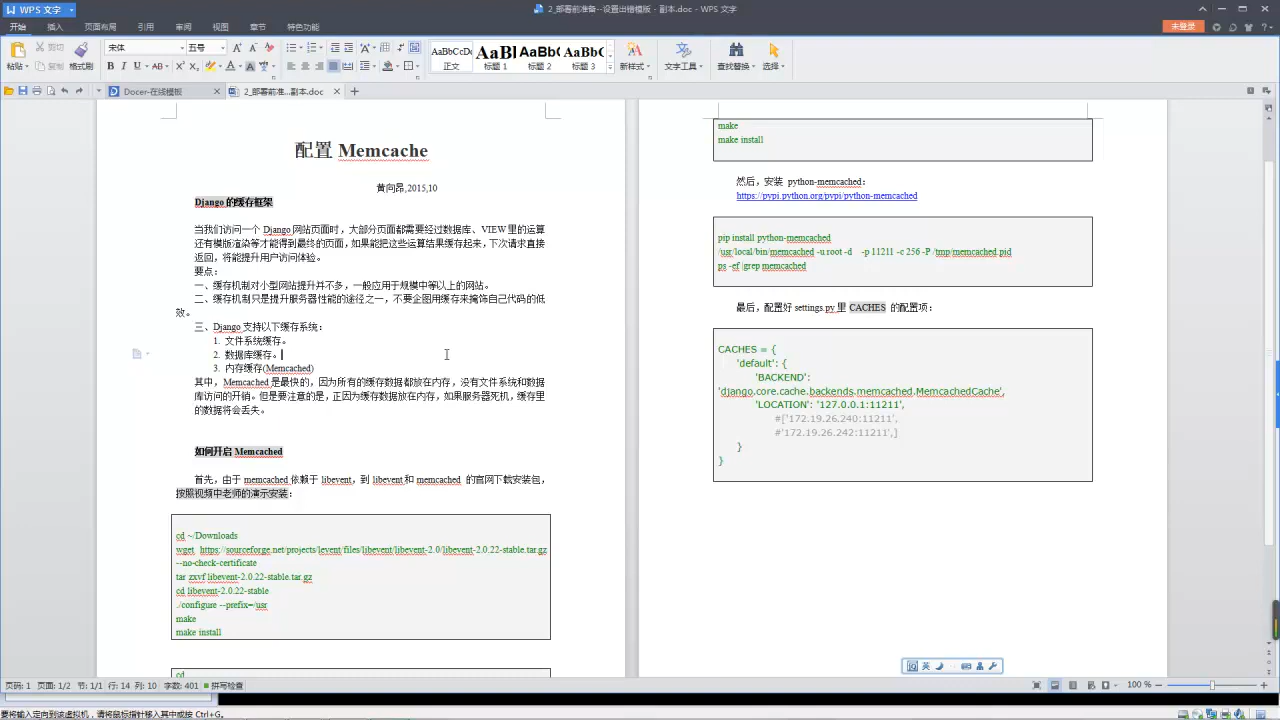 WPS 文字
2_部署前准备--设置出错模版 - 副本.doc - WPS 文字
开始 插入 页面布局 引用 审阅 视图 章节 特色功能
未登录
粘贴 剪切 复制 格式刷
宋体 五号
AaBbCcDd 正文
AaBl 标题 1
AaBb( 标题 2
AaBbC 标题 3
新样式 文字工具 查找替换 选择
Docer-在线模板
2_部署前准...副本.doc
配置 Memcache
黄向昂,2015,10
Django 的缓存框架
当我们访问一个 Django 网站页面时，大部分页面都需要经过数据库、VIEW 里的运算
还有模版渲染等才能得到最终的页面，如果能把这些运算结果缓存起来，下次请求直接
返回，将能提升用户访问体验。
要点：
一、缓存机制对小型网站提升并不多，一般应用于规模中等以上的网站。
二、缓存机制只是提升服务器性能的途径之一，不要企图用缓存来掩饰自己代码的低
效。
三、Django 支持以下缓存系统：
1. 文件系统缓存。
2. 数据库缓存。
3. 内存缓存(Memcached)
其中，Memcached 是最快的，因为所有的缓存数据都放在内存，没有文件系统和数据
库访问的开销。但是要注意的是，正因为缓存数据放在内存，如果服务器死机，缓存里
的数据将会丢失。
如何开启 Memcached
首先，由于 memcached 依赖于 libevent，到 libevent 和 memcached 的官网下载安装包，
按照视频中老师的演示安装：
cd ~/Downloads
wget https://sourceforge.net/projects/levent/files/libevent/libevent-2.0/libevent-2.0.22-stable.tar.gz
--no-check-certificate
tar zxvf libevent-2.0.22-stable.tar.gz
cd libevent-2.0.22-stable
./configure --prefix=/usr
make
make install
cd
make
make install
然后，安装 python-memcached：
https://pypi.python.org/pypi/python-memcached
pip install python-memcached
/usr/local/bin/memcached -u root -d -p 11211 -c 256 -P /tmp/memcached.pid
ps -ef |grep memcached
最后，配置好 settings.py 里 CACHES 的配置项：
CACHES = {
'default': {
'BACKEND':
'django.core.cache.backends.memcached.MemcachedCache',
'LOCATION': '127.0.0.1:11211',
#['172.19.26.240:11211',
#'172.19.26.242:11211',]
}
}
英
页码: 1 页面: 1/2 节: 1/1 行: 14 列: 10 字数: 401 拼写检查
100 %
要将输入定向到该虚拟机，请将鼠标指针移入其中或按 Ctrl+G。